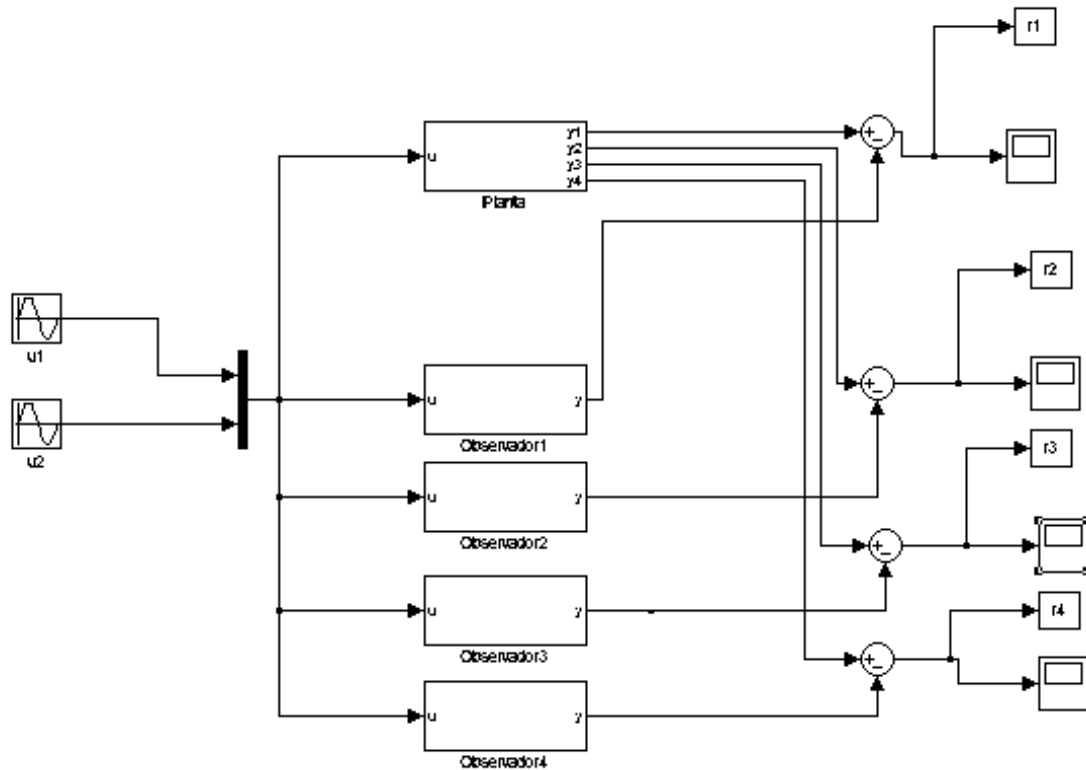 r1
y1
y2
u
y3
y4
Planta
r2
u1
u
y
Observador1
r3
u2
u
y
Observador2
r4
u
y
Observador3
u
y
Observador4